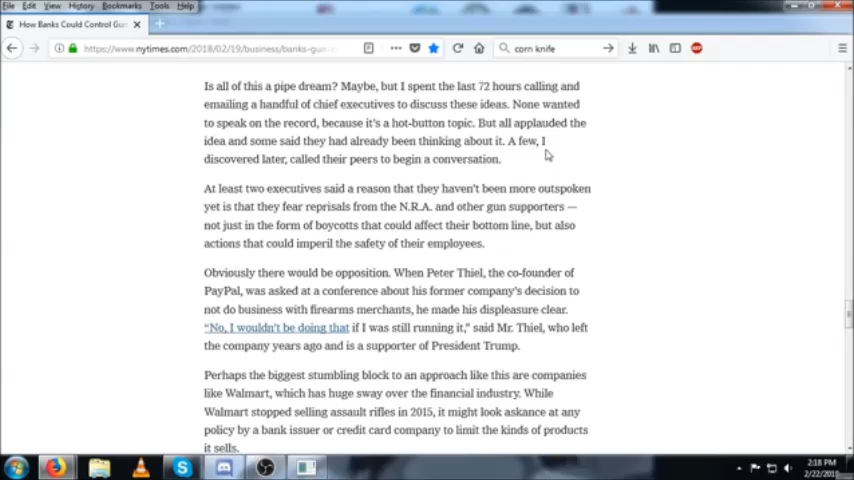 File Edit View History Bookmarks Tools Help
How Banks Could Control Gun
https://www.nytimes.com/2018/02/19/business/banks-gun-
corn knife
Is all of this a pipe dream? Maybe, but I spent the last 72 hours calling and
emailing a handful of chief executives to discuss these ideas. None wanted
to speak on the record, because it's a hot-button topic. But all applauded the
idea and some said they had already been thinking about it. A few, I
discovered later, called their peers to begin a conversation.
At least two executives said a reason that they haven't been more outspoken
yet is that they fear reprisals from the N.R.A. and other gun supporters —
not just in the form of boycotts that could affect their bottom line, but also
actions that could imperil the safety of their employees.
Obviously there would be opposition. When Peter Thiel, the co-founder of
PayPal, was asked at a conference about his former company's decision to
not do business with firearms merchants, he made his displeasure clear.
“No, I wouldn't be doing that if I was still running it,” said Mr. Thiel, who left
the company years ago and is a supporter of President Trump.
Perhaps the biggest stumbling block to an approach like this are companies
like Walmart, which has huge sway over the financial industry. While
Walmart stopped selling assault rifles in 2015, it might look askance at any
policy by a bank issuer or credit card company to limit the kinds of products
it sells.
2:18 PM